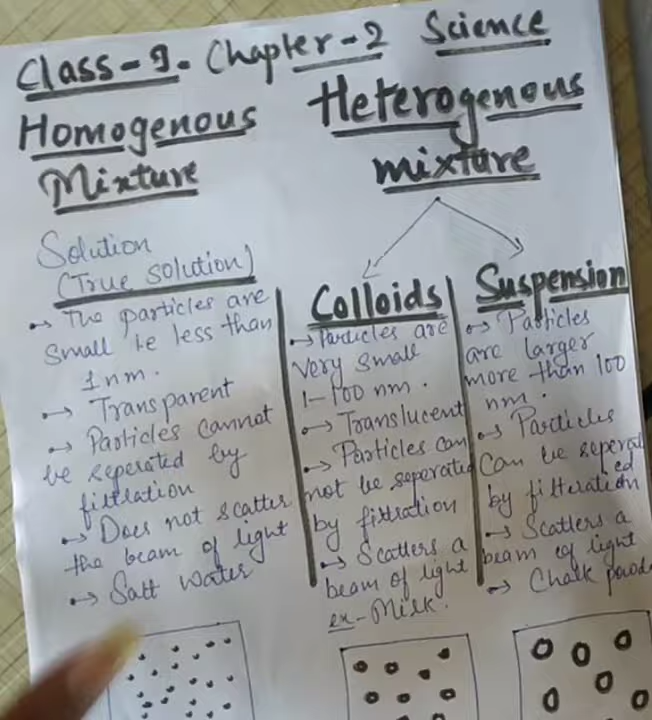 Class-9. Chapter-2 Science
Homogenous
Mixture
Heterogenous
mixture
Solution
(True solution)
The particles are
small ie less than
1nm.
Transparent
Particles cannot
be seperated by
filtration
Does not scatter
the beam of light
Salt water
Colloids
Particles are
very small
1-100 nm.
Translucent
Particles can
not be seperated
by filtration
Scatters a
beam of light
ex-Milk.
Suspension
Particles
are larger
more than 100
nm.
Particles
Can be seperat
ed
by filteration
Scatters a
beam of light
Chalk powd